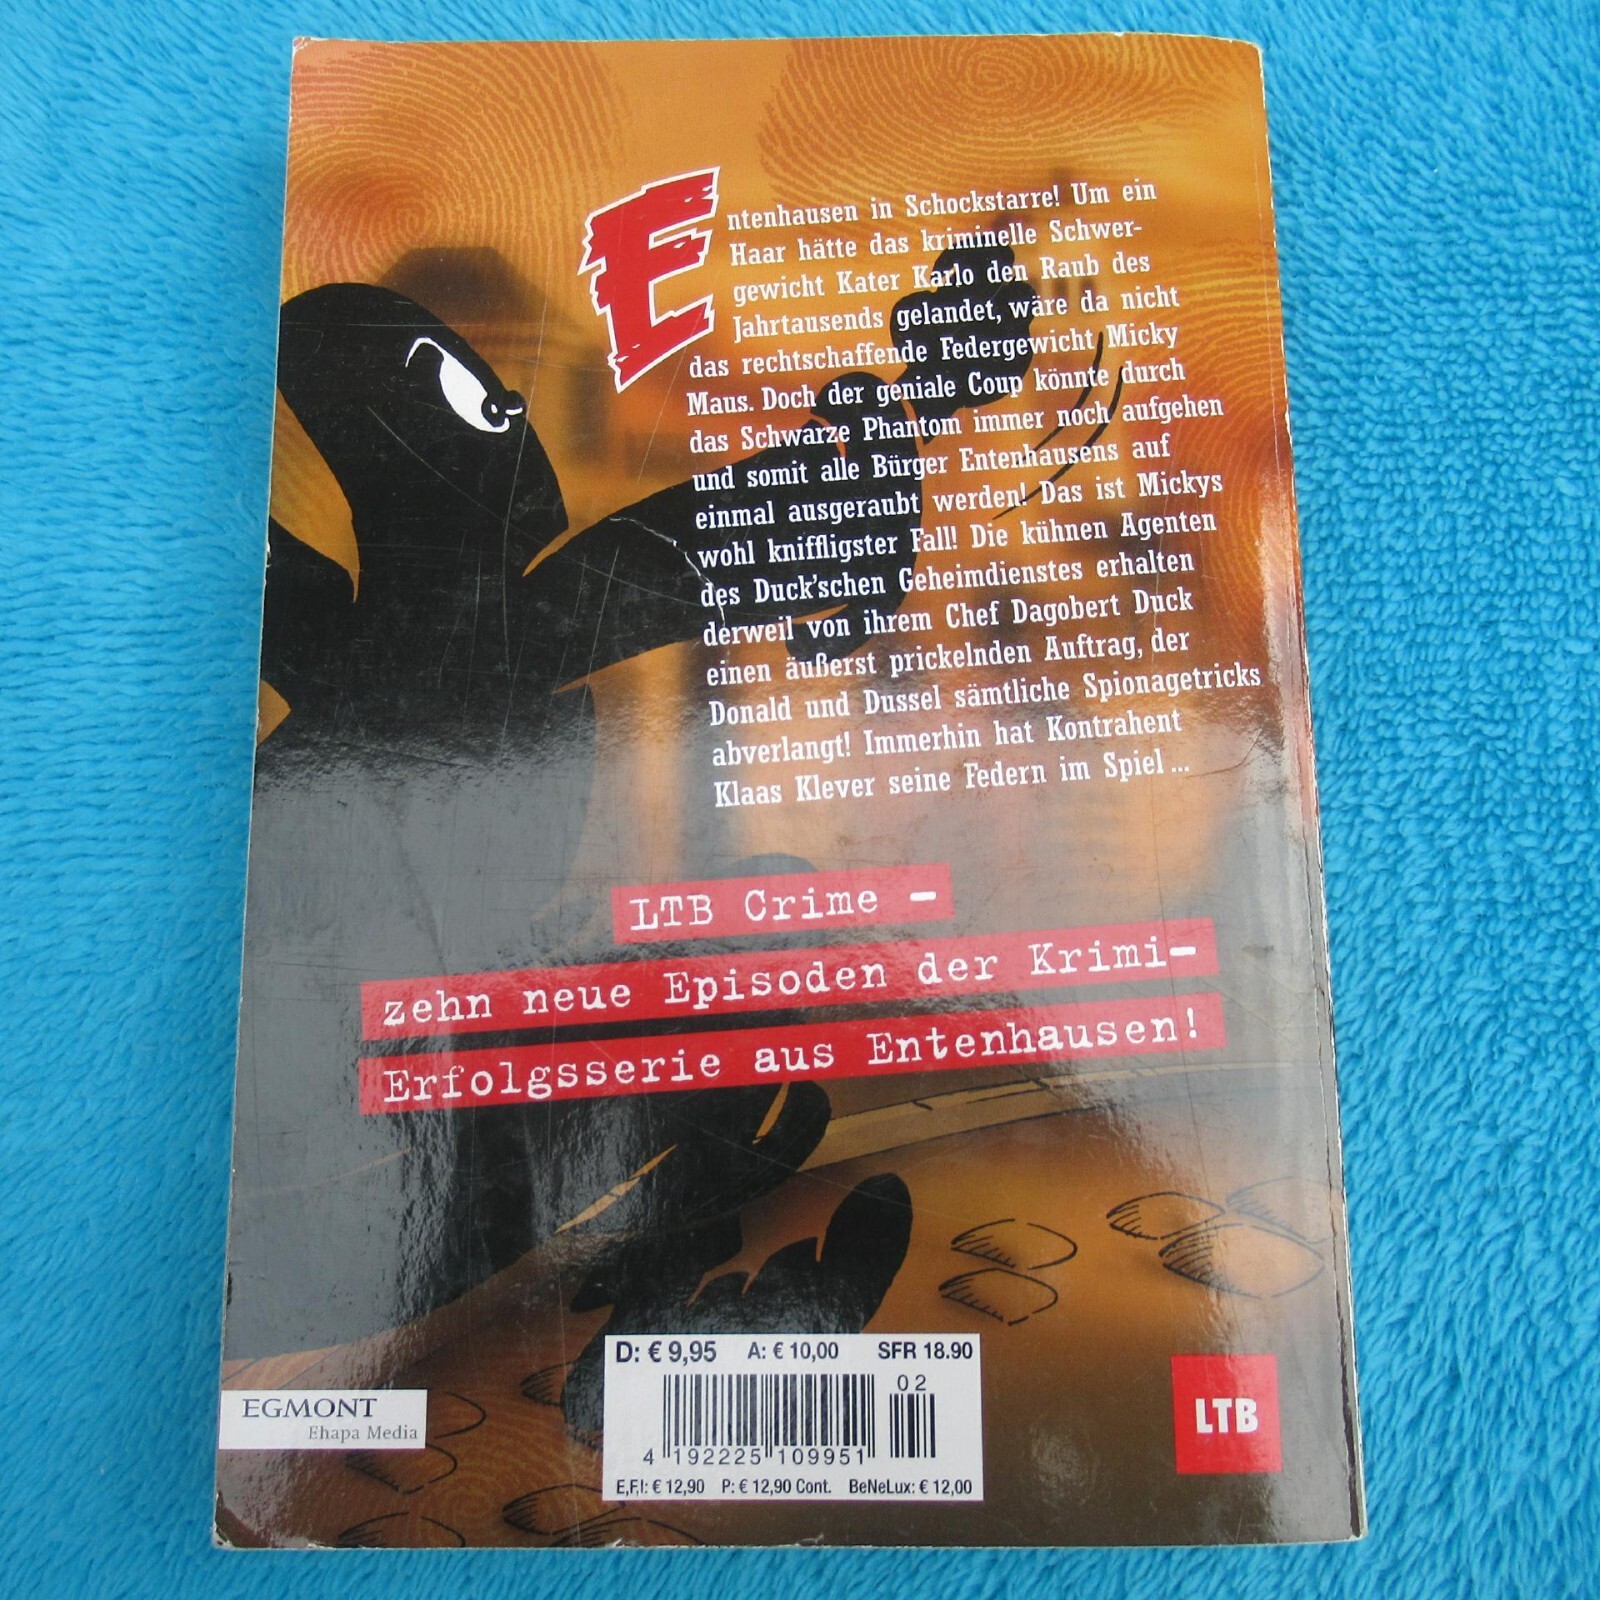 Entenhausen in Schockstarre! Um ein
Haar hätte das kriminelle Schwer-
gewicht Kater Karlo den Raub des
Jahrtausends gelandet, wäre da nicht
das rechtschaffende Federgewicht Micky
Maus. Doch der geniale Coup könnte durch
das Schwarze Phantom immer noch aufgehen
und somit alle Bürger Entenhausens auf
einmal ausgeraubt werden! Das ist Mickys
wohl kniffligster Fall! Die kühnen Agenten
des Duck'schen Geheimdienstes erhalten
derweil von ihrem Chef Dagobert Duck
einen äußerst prickelnden Auftrag, der
Donald und Dussel sämtliche Spionagetricks
abverlangt! Immerhin hat Kontrahent
Klaas Klever seine Federn im Spiel ...
LTB Crime –
zehn neue Episoden der Krimi-
Erfolgsserie aus Entenhausen!
D: € 9,95 A: € 10,00 SFR 18.90
02
4 192225 109951
E,F,I: € 12,90 P: € 12,90 Cont. BeNeLux: € 12,00
EGMONT
Ehapa Media
LTB